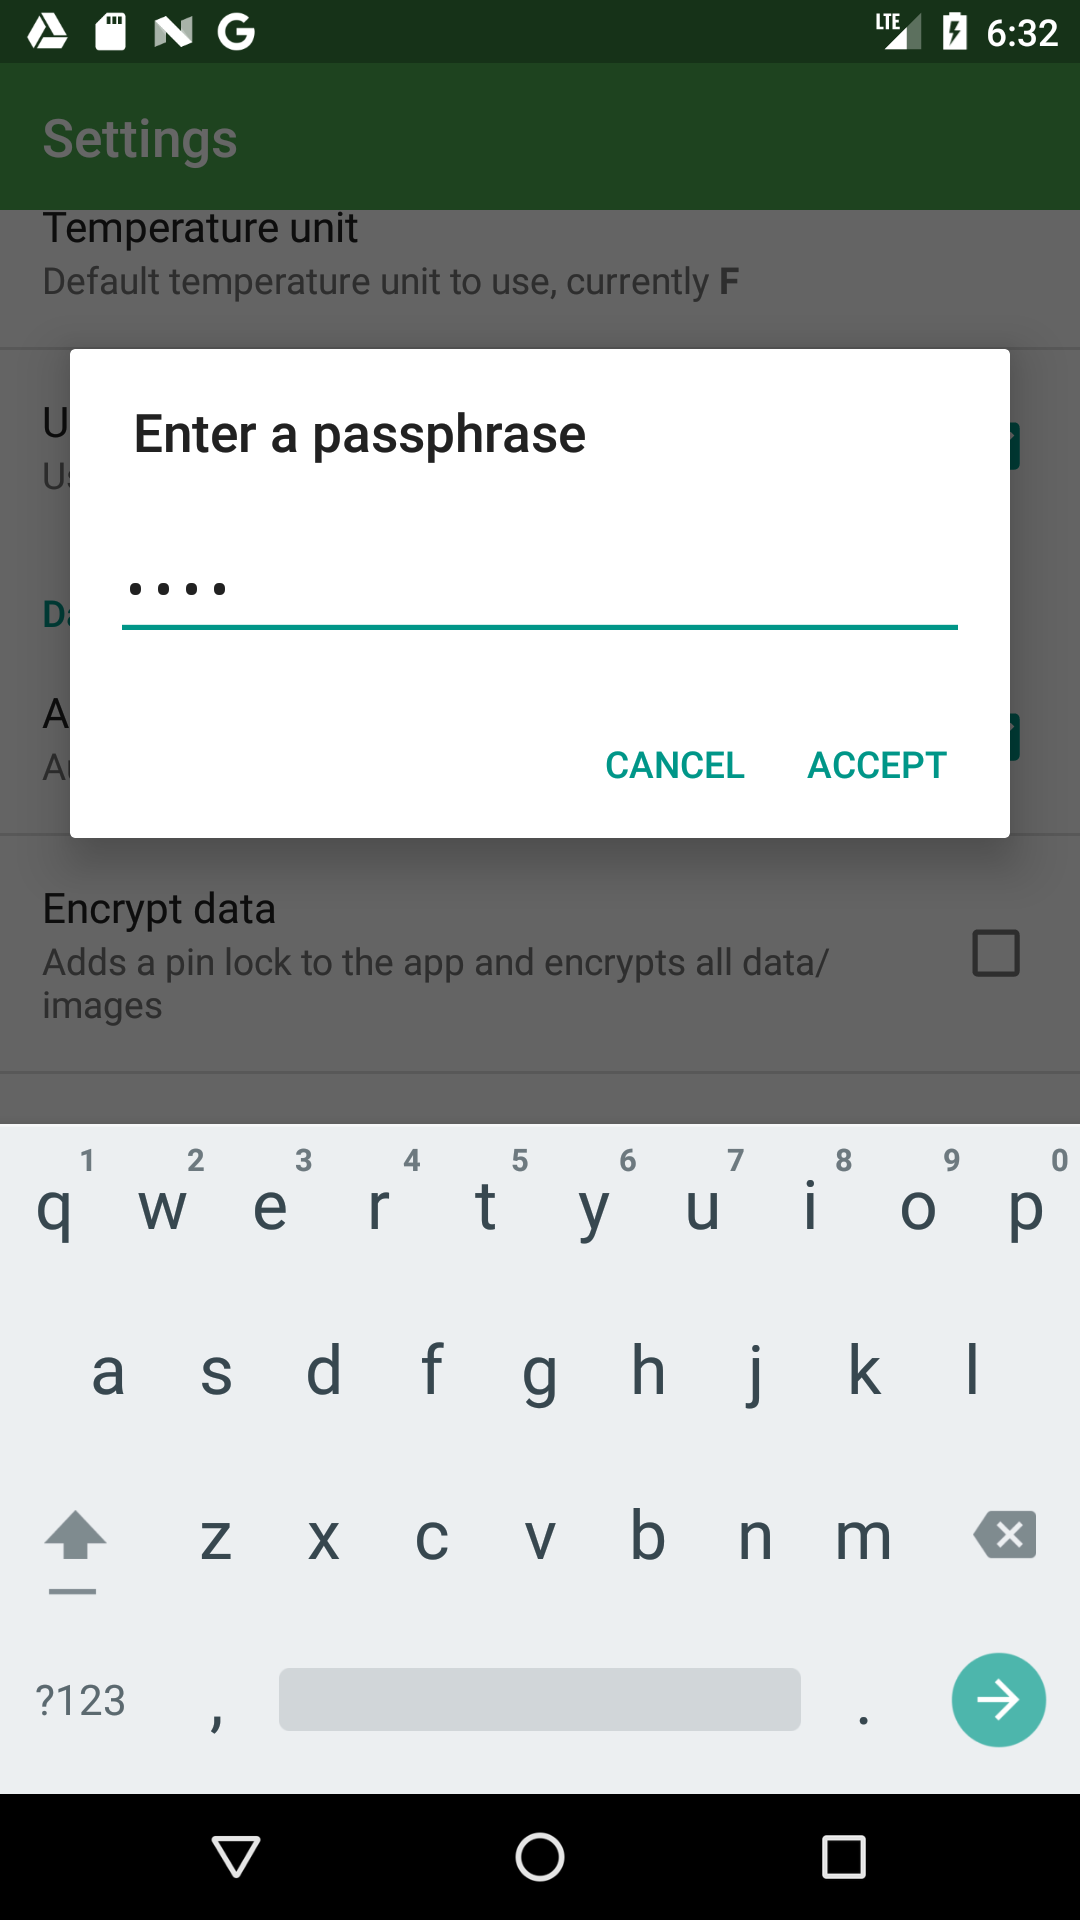 LTE 6:32
Settings
Temperature unit
Default temperature unit to use, currently F
Enter a passphrase
••••
CANCEL ACCEPT
Encrypt data
Adds a pin lock to the app and encrypts all data/
images
1 2 3 4 5 6 7 8 9 0
q w e r t y u i o p
a s d f g h j k l
z x c v b n m
?123 , .